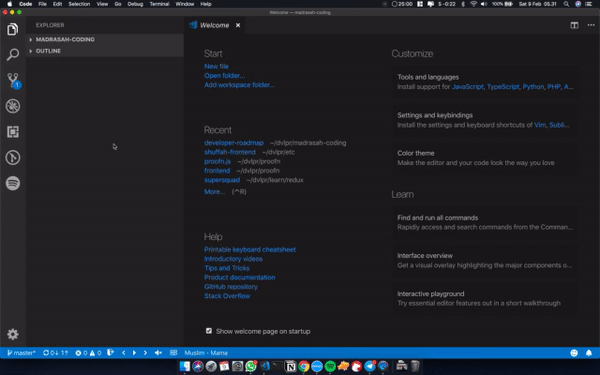 Code File Edit Selection View Go Debug Terminal Window Help
25:00 S -0:22 100% Sat 9 Feb 05.31
Welcome — madrasah-coding
EXPLORER
MADRASAH-CODING
OUTLINE
Welcome
Start
New file
Open folder...
Add workspace folder...
Recent
developer-roadmap ~/dvlpr/madrasah-coding
shuffah-frontend ~/dvlpr/etc
proofn.js ~/dvlpr/proofn
frontend ~/dvlpr/proofn
supersquad ~/dvlpr/learn/redux
More... (^R)
Help
Printable keyboard cheatsheet
Introductory videos
Tips and Tricks
Product documentation
GitHub repository
Stack Overflow
Show welcome page on startup
Customize
Tools and languages
Install support for JavaScript, TypeScript, Python, PHP, A...
Settings and keybindings
Install the settings and keyboard shortcuts of Vim, Subli...
Color theme
Make the editor and your code look the way you love
Learn
Find and run all commands
Rapidly access and search commands from the Comman...
Interface overview
Get a visual overlay highlighting the major components o...
Interactive playground
Try essential editor features out in a short walkthrough
1
master* 0↓ 1↑ 0 0 Muslim - Mama